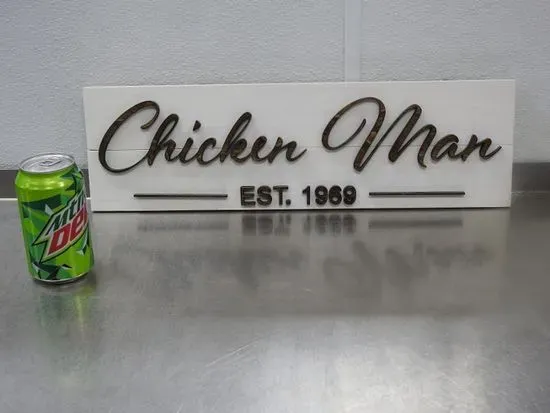 Chicken Man
EST. 1969
Mtn
DEW